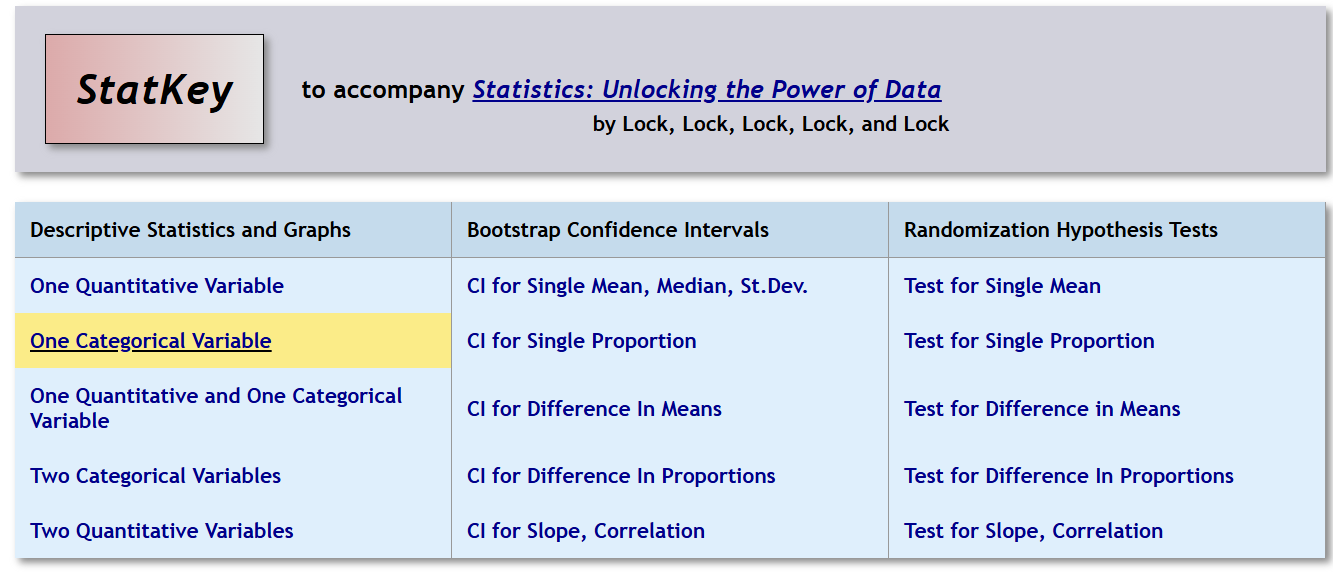 StatKey
to accompany Statistics: Unlocking the Power of Data
by Lock, Lock, Lock, Lock, and Lock
Descriptive Statistics and Graphs
Bootstrap Confidence Intervals
Randomization Hypothesis Tests
One Quantitative Variable
CI for Single Mean, Median, St.Dev.
Test for Single Mean
One Categorical Variable
CI for Single Proportion
Test for Single Proportion
One Quantitative and One Categorical
Variable
CI for Difference In Means
Test for Difference in Means
Two Categorical Variables
CI for Difference In Proportions
Test for Difference In Proportions
Two Quantitative Variables
CI for Slope, Correlation
Test for Slope, Correlation